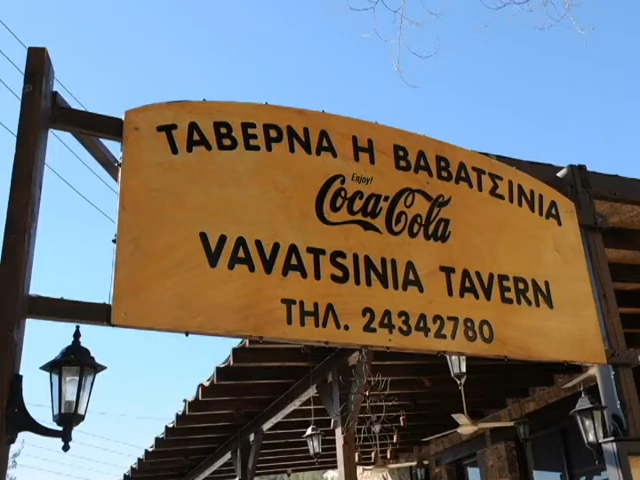 ΤΑΒΕΡΝΑ Η ΒΑΒΑΤΣΙΝΙΑ
Enjoy!
Coca-Cola
VAVATSINIA TAVERN
ΤΗΛ. 24342780